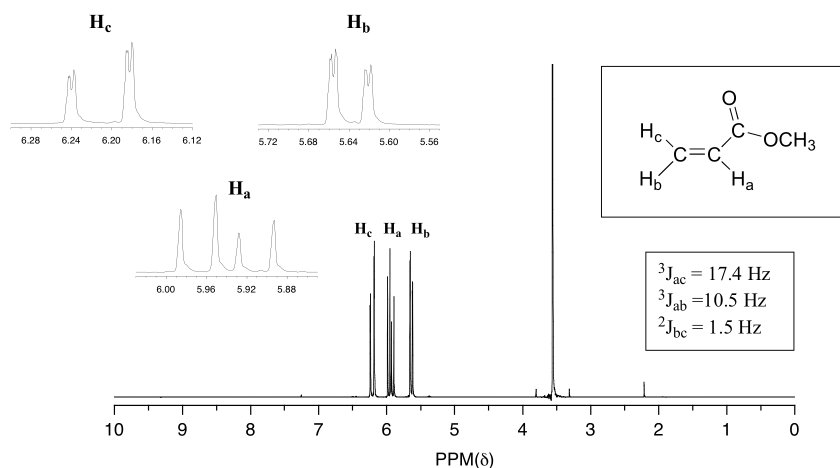 Hc
Hb
6.28 6.24 6.20 6.16 6.12
5.72 5.68 5.64 5.60 5.56
Ha
6.00 5.96 5.92 5.88
Hc Ha Hb
O
C
OCH3
Hc
C=C
Hb
Ha
³Jac = 17.4 Hz
³Jab =10.5 Hz
²Jbc = 1.5 Hz
10 9 8 7 6 5 4 3 2 1 0
PPM(δ)